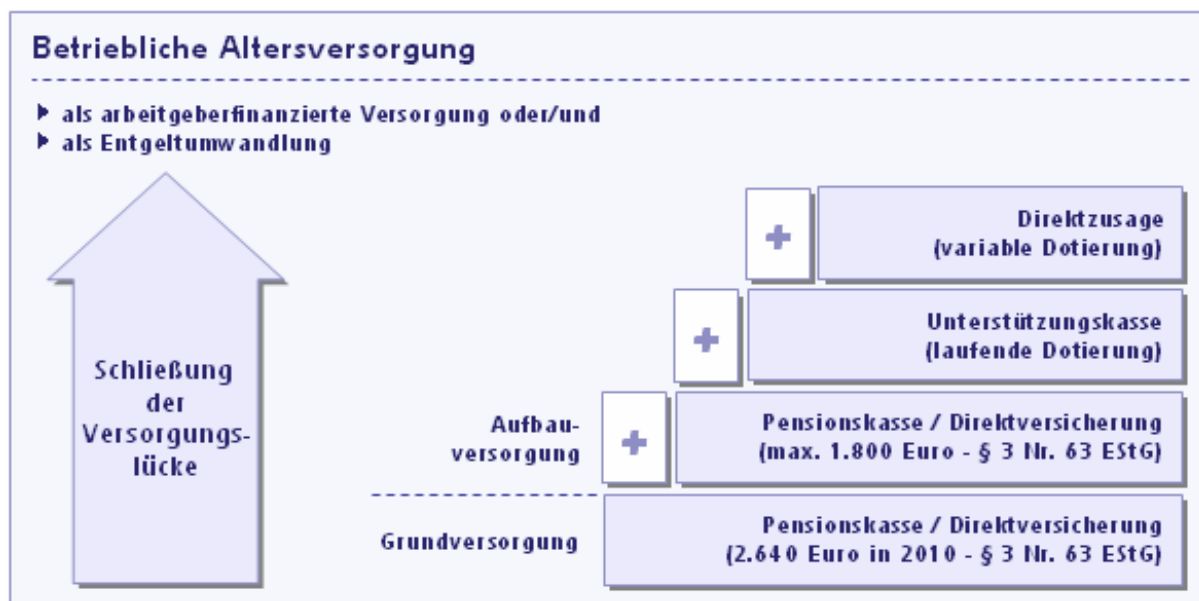 Betriebliche Altersversorgung
als arbeitgeberfinanzierte Versorgung oder/und
als Entgeltumwandlung
Direktzusage
(variable Dotierung)
Unterstützungskasse
(laufende Dotierung)
Schließung
der
Versorgungs-
lücke
Aufbau-
versorgung
Pensionskasse / Direktversicherung
(max. 1.800 Euro - § 3 Nr. 63 EStG)
Grundversorgung
Pensionskasse / Direktversicherung
(2.640 Euro in 2010 - § 3 Nr. 63 EStG)